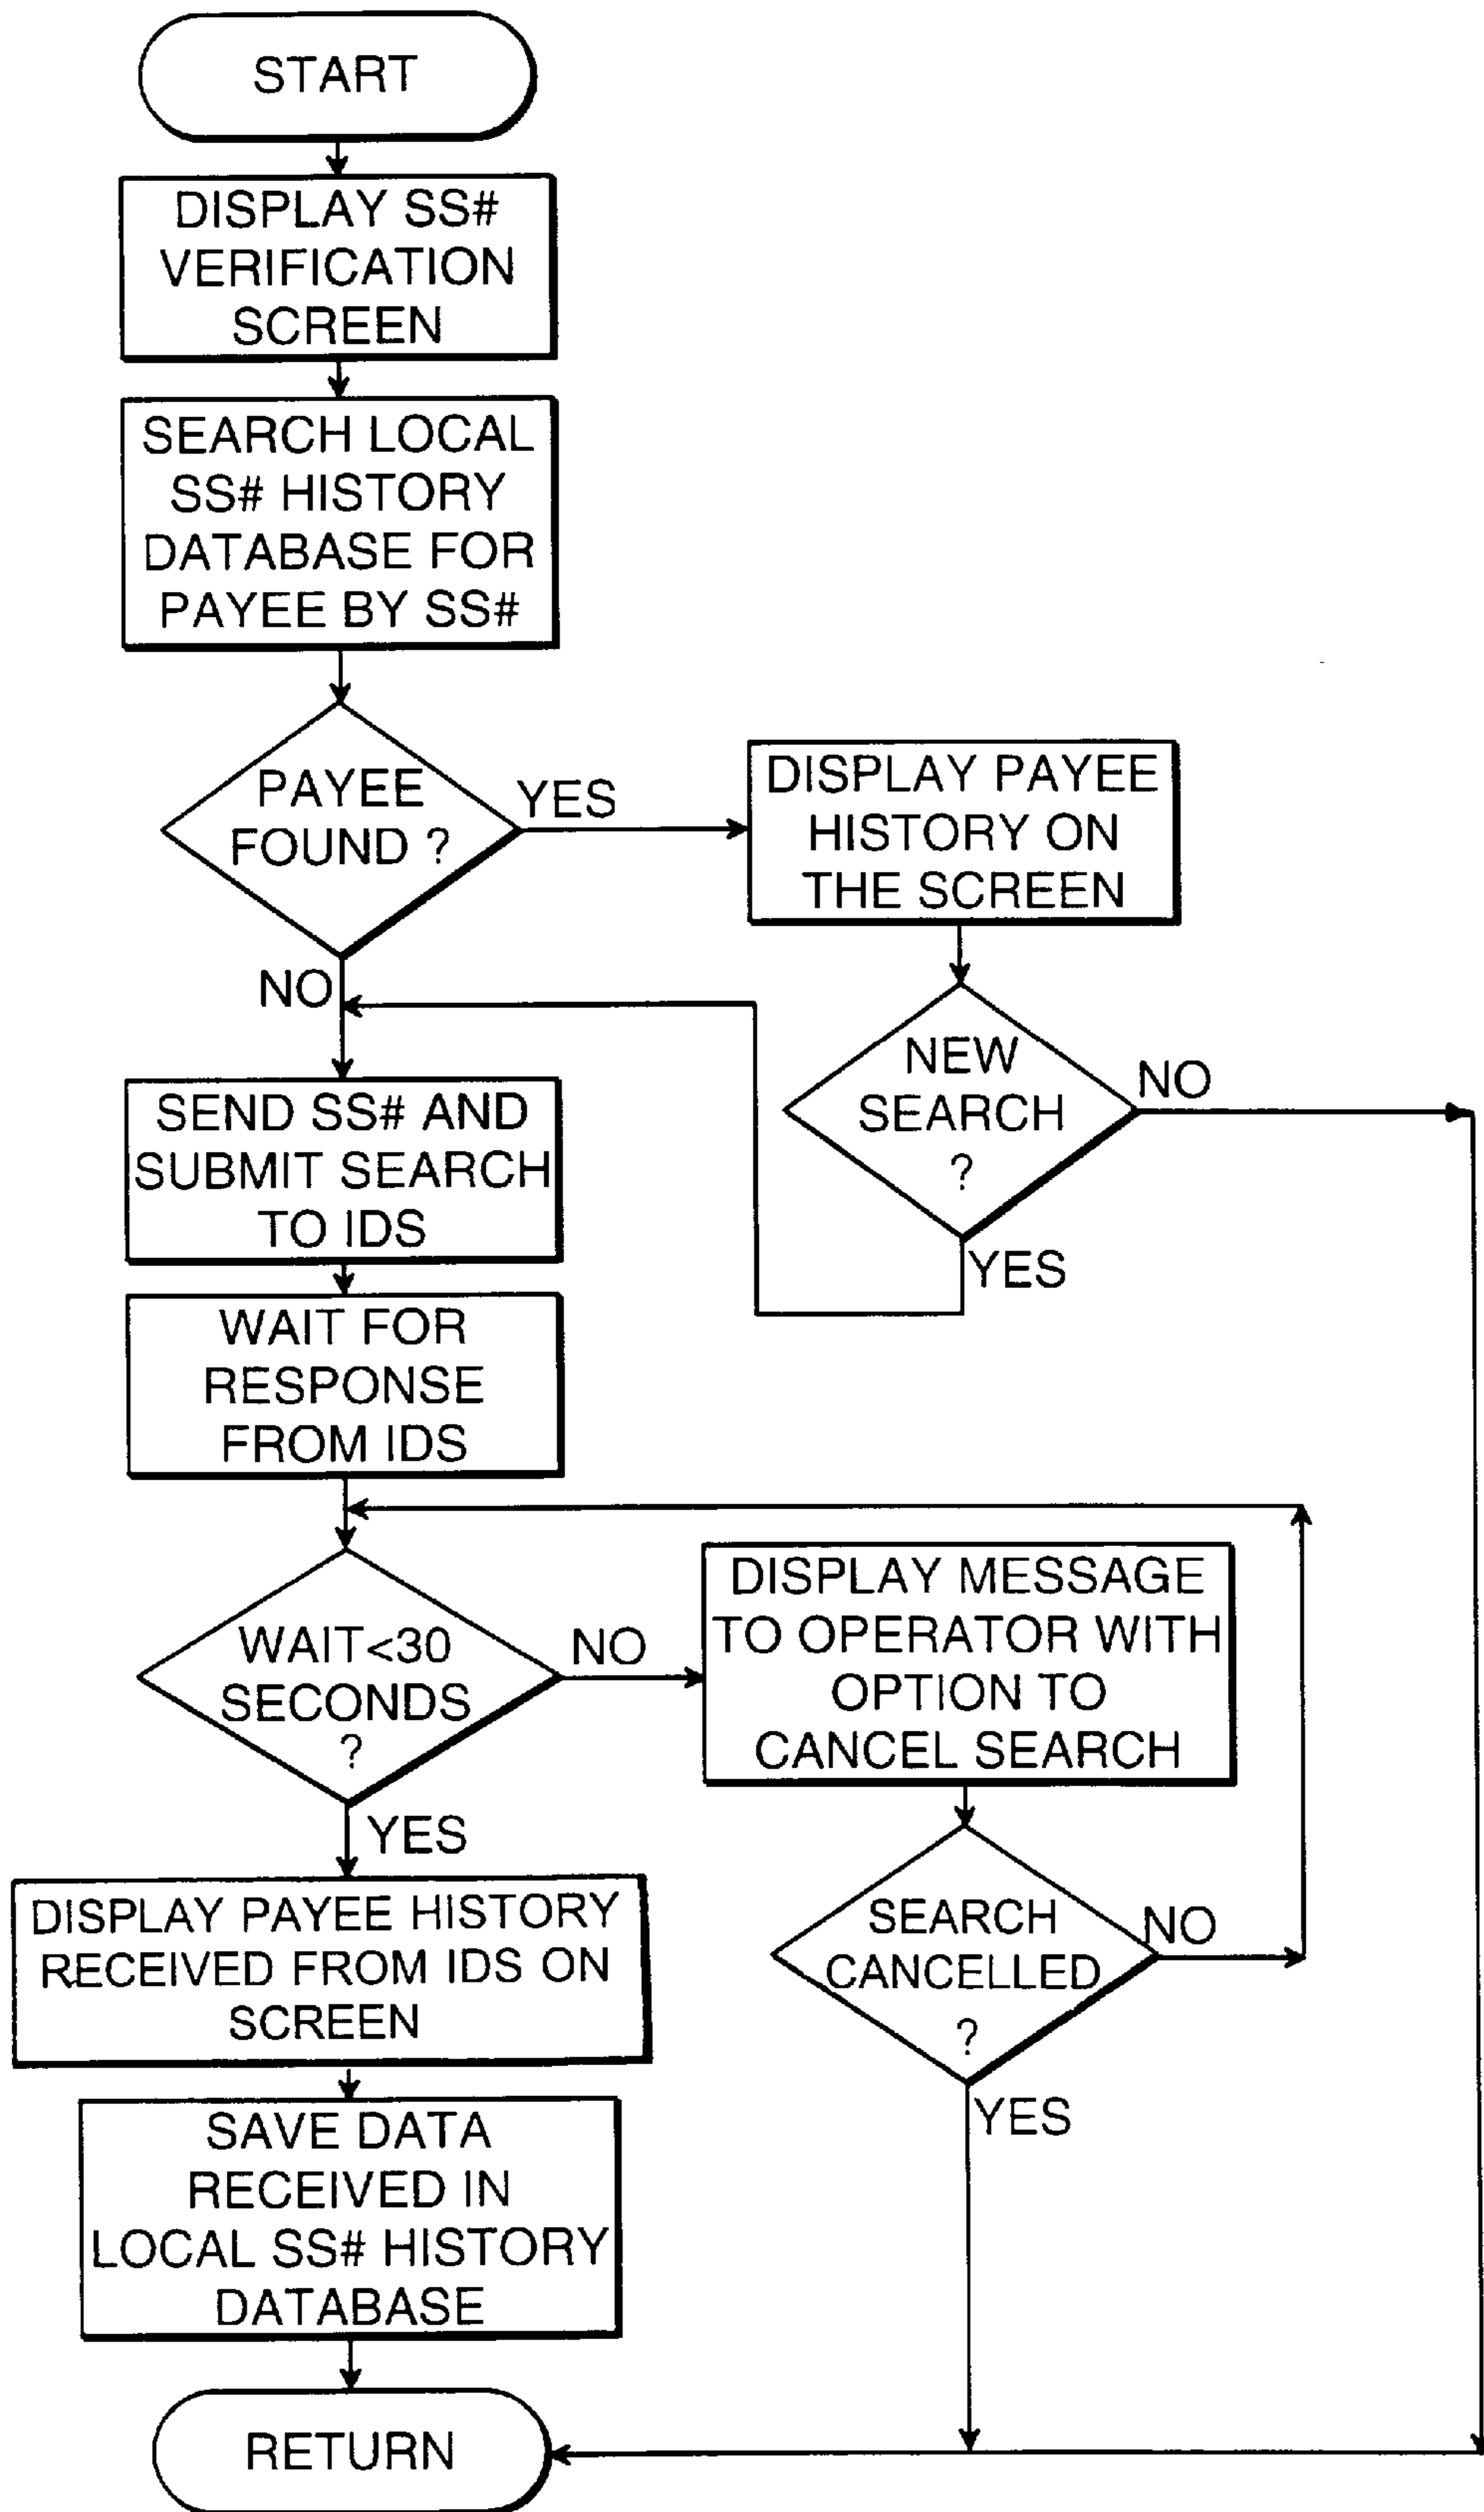 START
DISPLAY SS#
VERIFICATION
SCREEN
SEARCH LOCAL
SS# HISTORY
DATABASE FOR
PAYEE BY SS#
PAYEE
FOUND ?
YES
NO
DISPLAY PAYEE
HISTORY ON
THE SCREEN
NEW
SEARCH
?
NO
YES
SEND SS# AND
SUBMIT SEARCH
TO IDS
WAIT FOR
RESPONSE
FROM IDS
WAIT<30
SECONDS
?
NO
YES
DISPLAY MESSAGE
TO OPERATOR WITH
OPTION TO
CANCEL SEARCH
SEARCH
CANCELLED
?
NO
YES
DISPLAY PAYEE HISTORY
RECEIVED FROM IDS ON
SCREEN
SAVE DATA
RECEIVED IN
LOCAL SS# HISTORY
DATABASE
RETURN